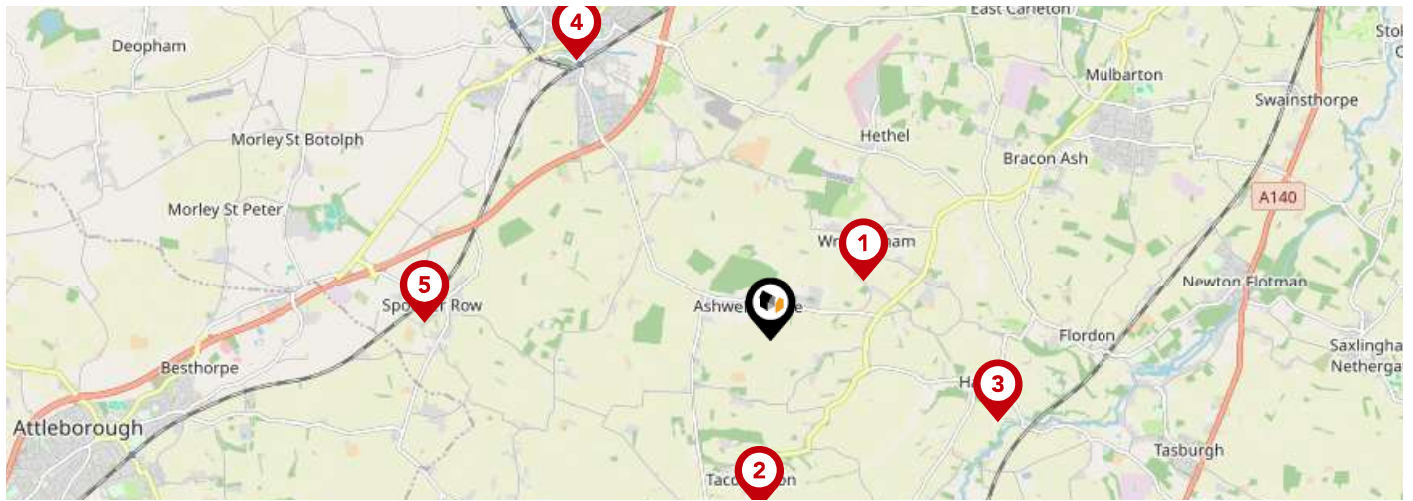 4
East Carleton
Deopham
Mulbarton
Swainsthorpe
Morley St Botolph
Hethel
Bracon Ash
A140
Morley St Peter
1
5
Newton Flotman
Flordon
Besthorpe
3
Attleborough
Tasburgh
2